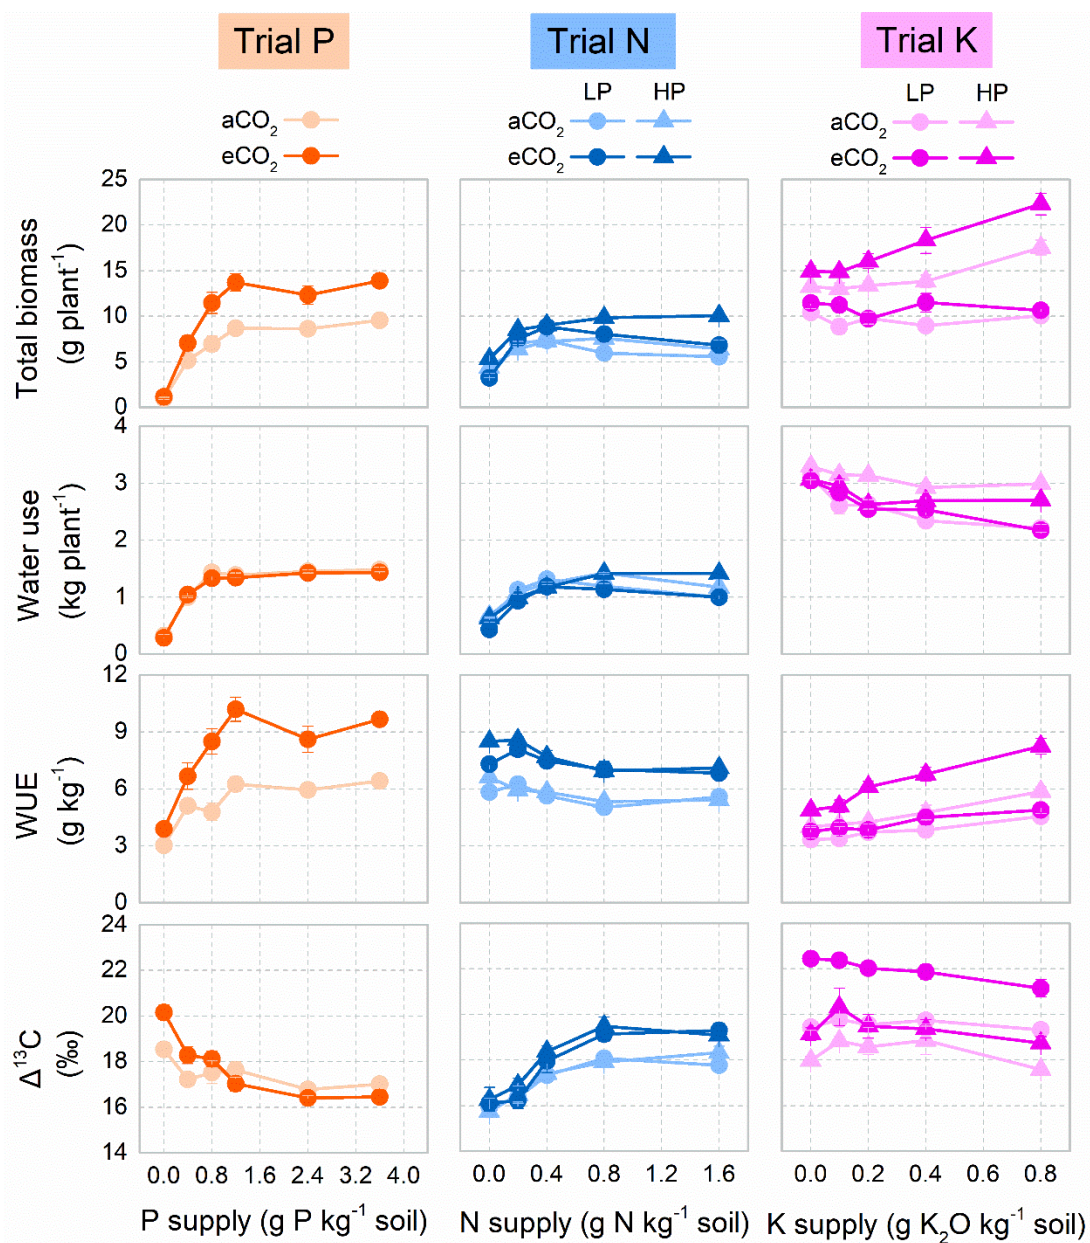 Trial P Trial N Trial K
LP HP LP HP
aCO₂ aCO₂ aCO₂
eCO₂ eCO₂ eCO₂
Total biomass
(g plant⁻¹)
25
20
15
10
5
0
Water use
(kg plant⁻¹)
4
3
2
1
0
WUE
(g kg⁻¹)
12
9
6
3
0
Δ¹³C
(‰)
24
22
20
18
16
14
0.0 0.8 1.6 2.4 3.2 4.0 0.0 0.4 0.8 1.2 1.6 0.0 0.2 0.4 0.6 0.8
P supply (g P kg⁻¹ soil) N supply (g N kg⁻¹ soil) K supply (g K₂O kg⁻¹ soil)